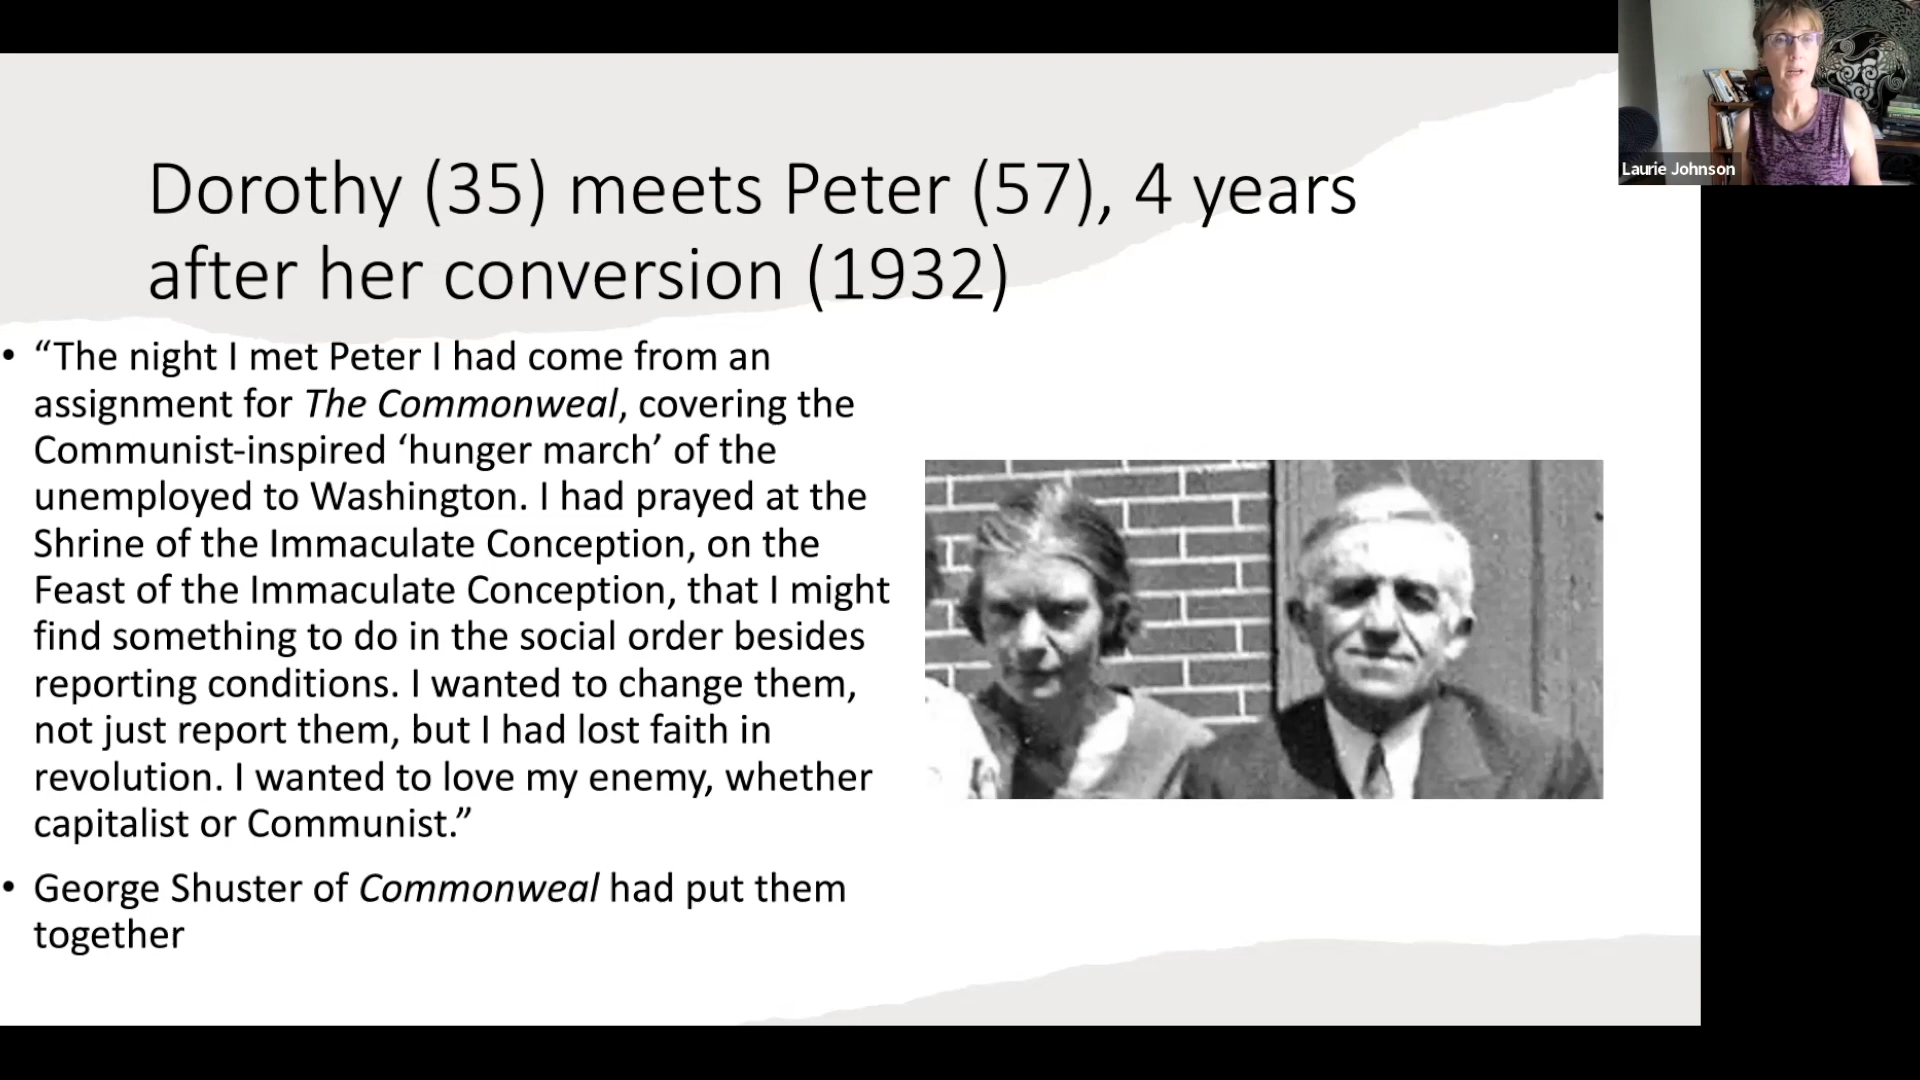 Laurie Johnson
Dorothy (35) meets Peter (57), 4 years
after her conversion (1932)
• “The night I met Peter I had come from an
assignment for The Commonweal, covering the
Communist-inspired ‘hunger march’ of the
unemployed to Washington. I had prayed at the
Shrine of the Immaculate Conception, on the
Feast of the Immaculate Conception, that I might
find something to do in the social order besides
reporting conditions. I wanted to change them,
not just report them, but I had lost faith in
revolution. I wanted to love my enemy, whether
capitalist or Communist.”
• George Shuster of Commonweal had put them
together